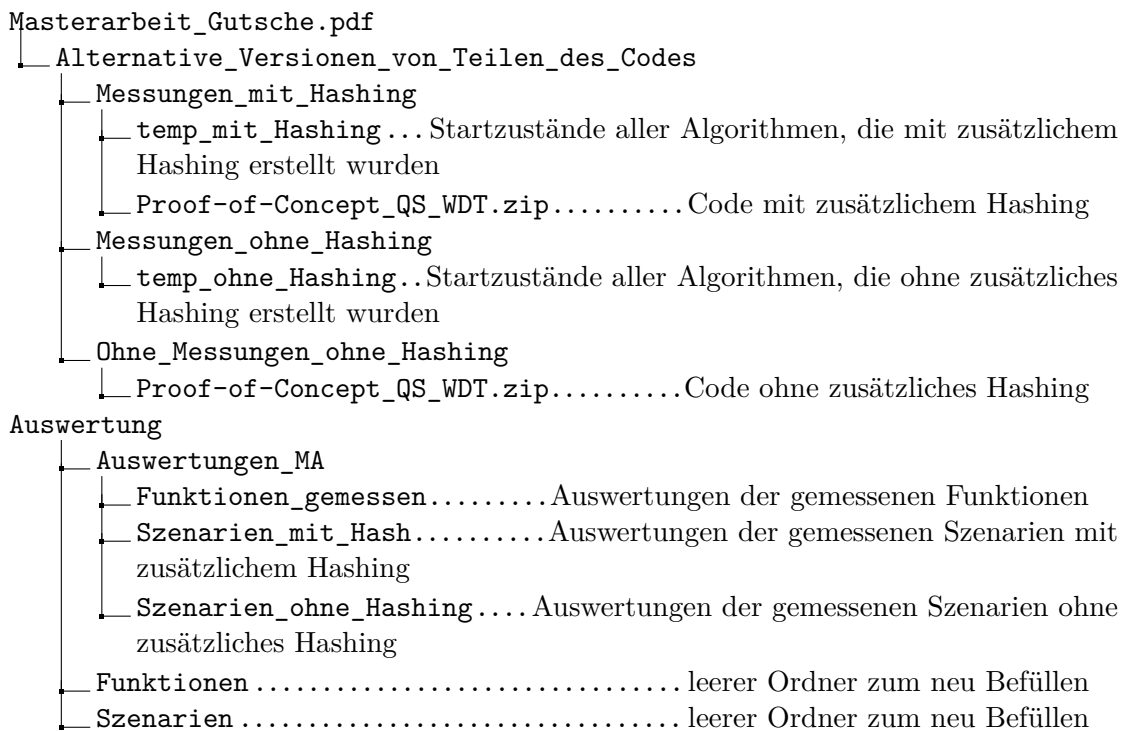 Masterarbeit_Gutsche.pdf
Alternative_Versionen_von_Teilen_des_Codes
Messungen_mit_Hashing
temp_mit_Hashing... Startzustände aller Algorithmen, die mit zusätzlichem
Hashing erstellt wurden
Proof-of-Concept_QS_WDT.zip..........Code mit zusätzlichem Hashing
Messungen_ohne_Hashing
temp_ohne_Hashing..Startzustände aller Algorithmen, die ohne zusätzliches
Hashing erstellt wurden
Ohne_Messungen_ohne_Hashing
Proof-of-Concept_QS_WDT.zip..........Code ohne zusätzliches Hashing
Auswertung
Auswertungen_MA
Funktionen_gemessen.........Auswertungen der gemessenen Funktionen
Szenarien_mit_Hash..........Auswertungen der gemessenen Szenarien mit
zusätzlichem Hashing
Szenarien_ohne_Hashing....Auswertungen der gemessenen Szenarien ohne
zusätzliches Hashing
Funktionen................................leerer Ordner zum neu Befüllen
Szenarien.................................leerer Ordner zum neu Befüllen